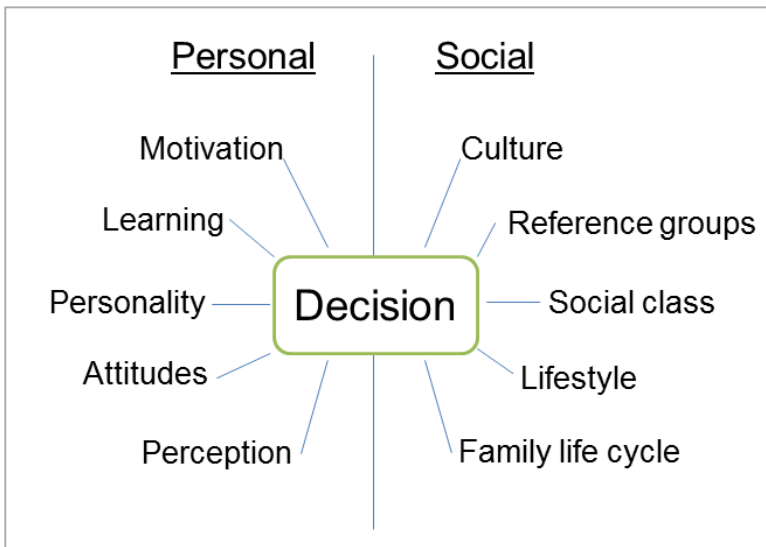 Personal
Social
Motivation
Culture
Learning
Reference groups
Personality
Decision
Social class
Attitudes
Lifestyle
Perception
Family life cycle